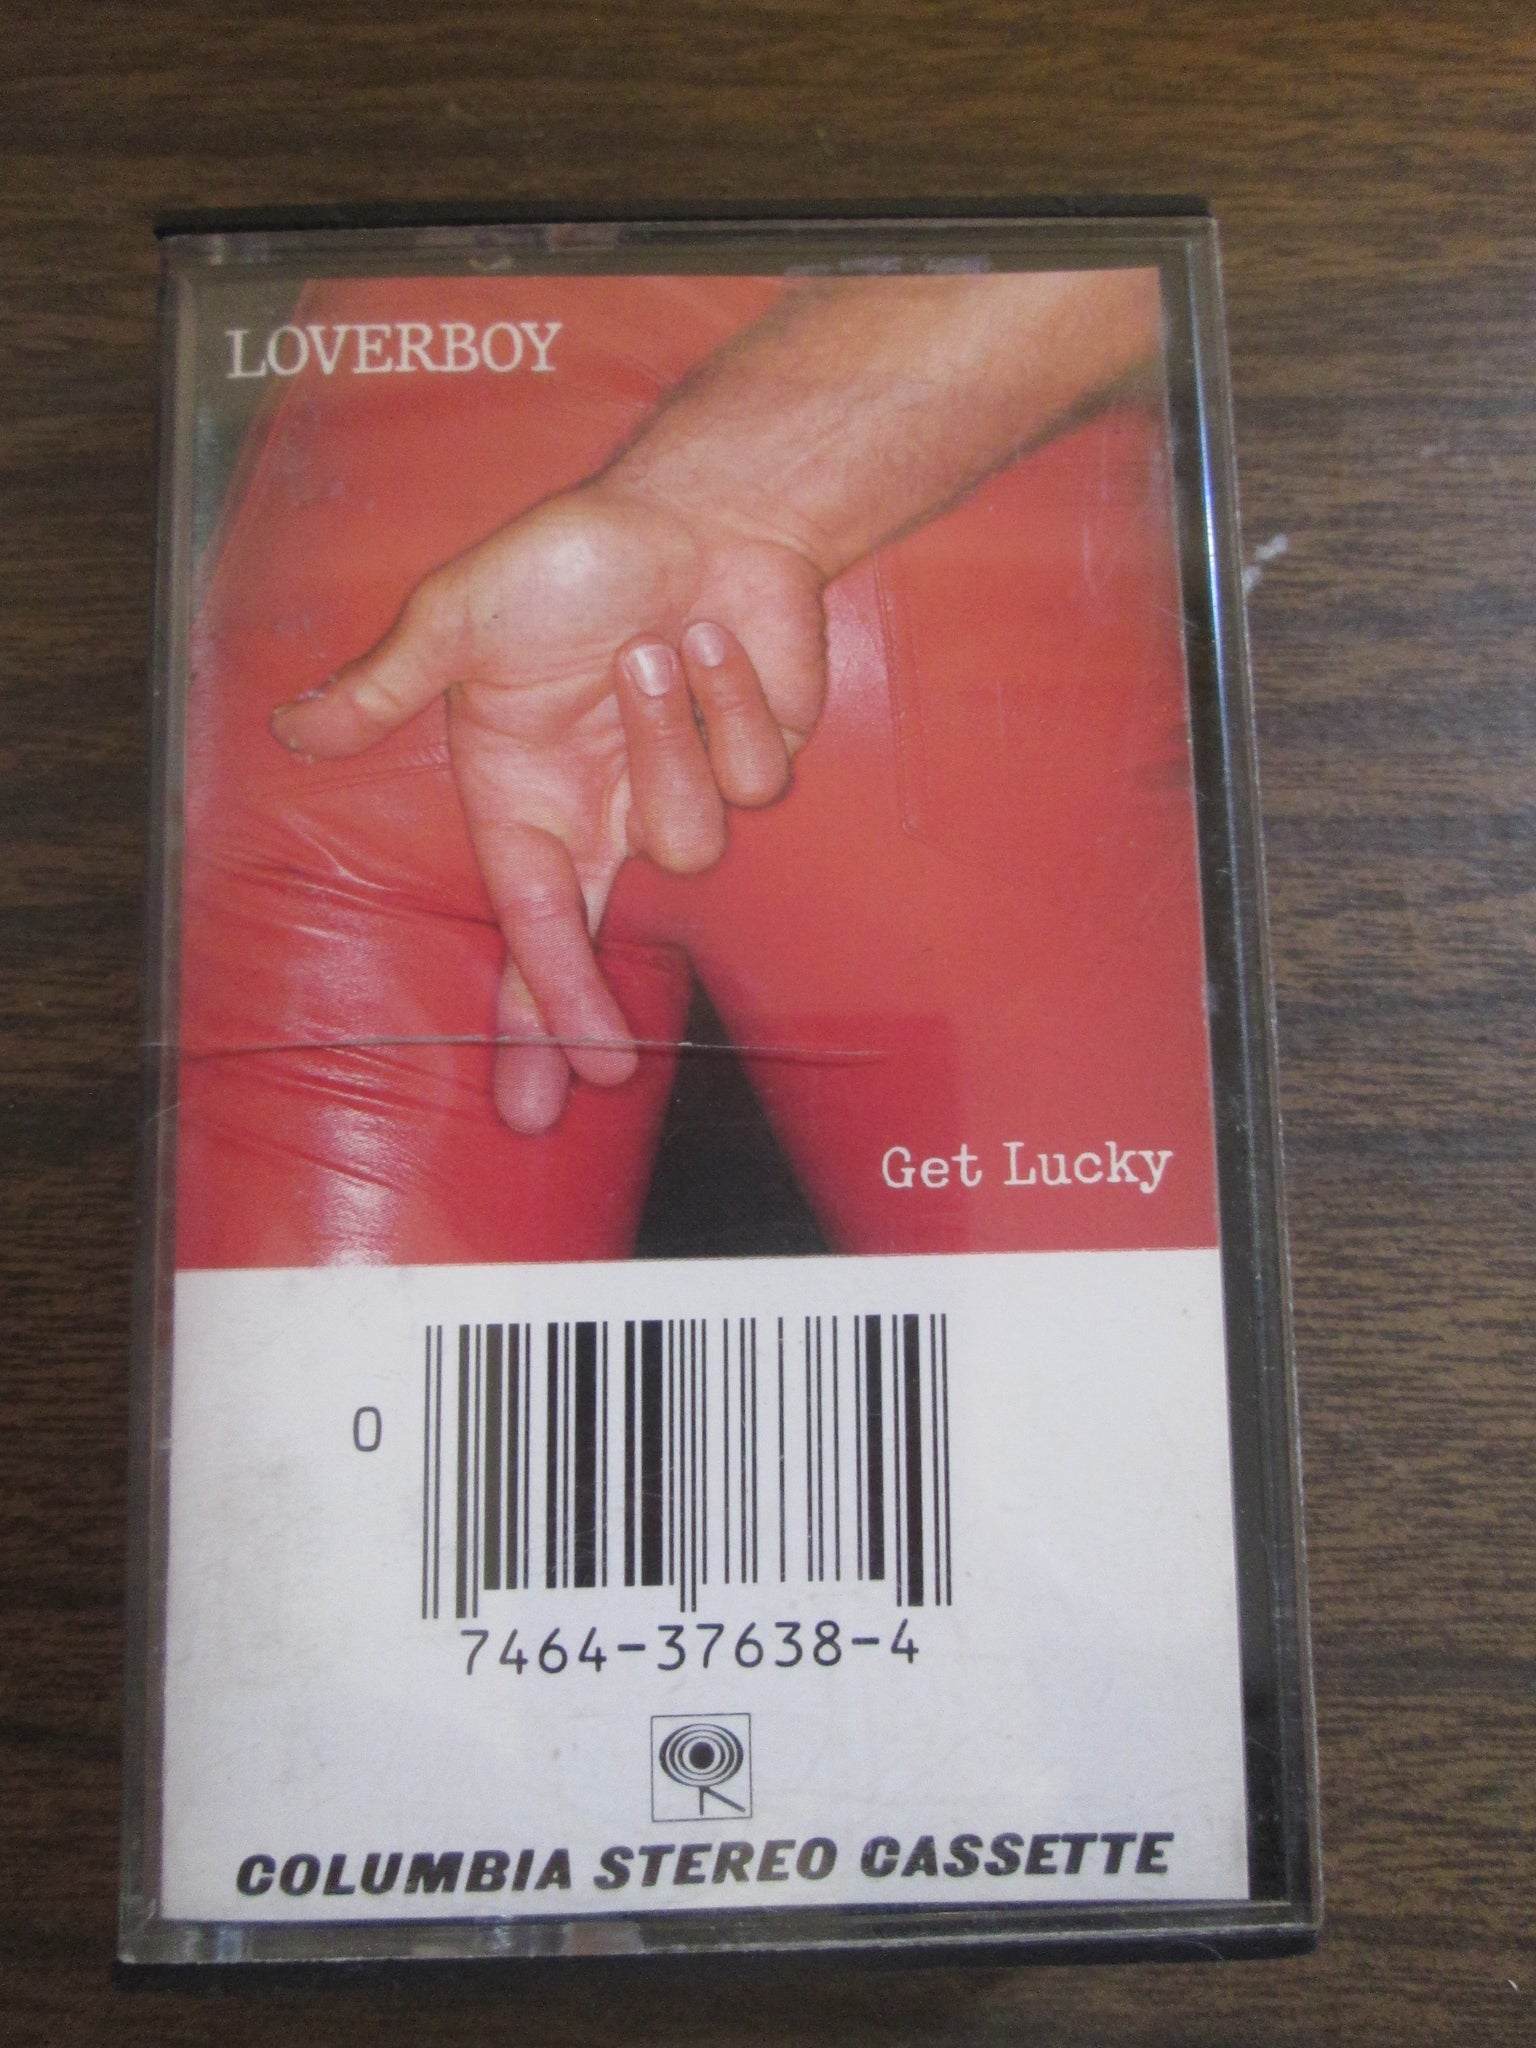 LOVERBOY
Get Lucky
0
7464-37638-4
COLUMBIA STEREO CASSETTE